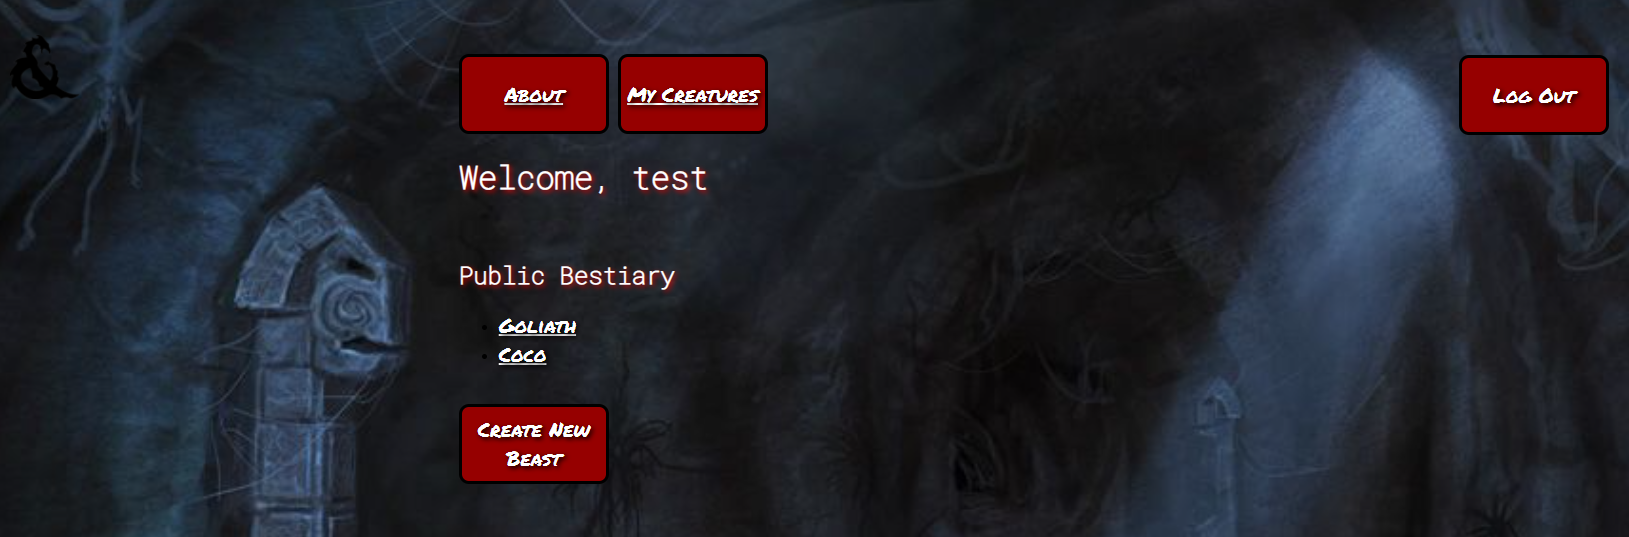 &
About
My Creatures
Log Out
Welcome, test
Public Bestiary
Goliath
Coco
Create New
Beast